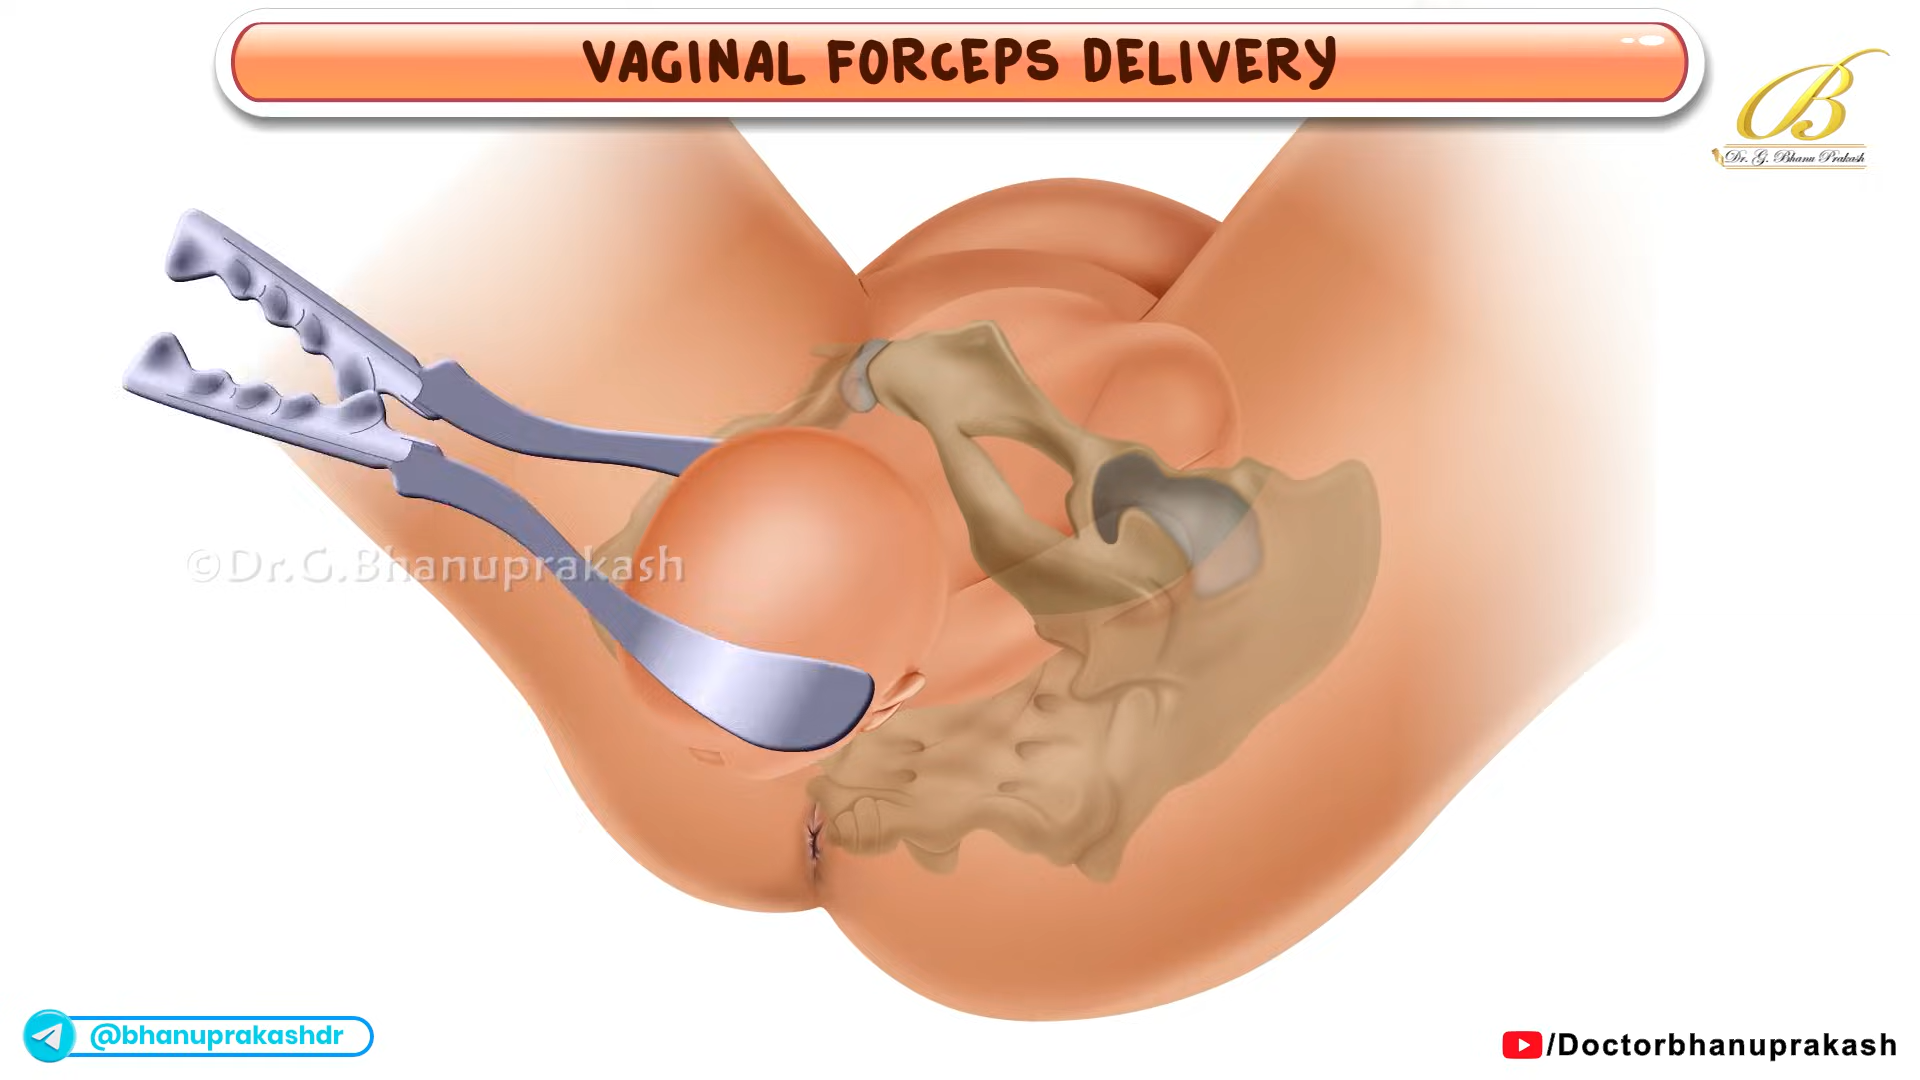 VAGINAL FORCEPS DELIVERY
B
Dr. G. Bhanu Prakash
©Dr.G.Bhanuprakash
@bhanuprakashdr
/Doctorbhanuprakash